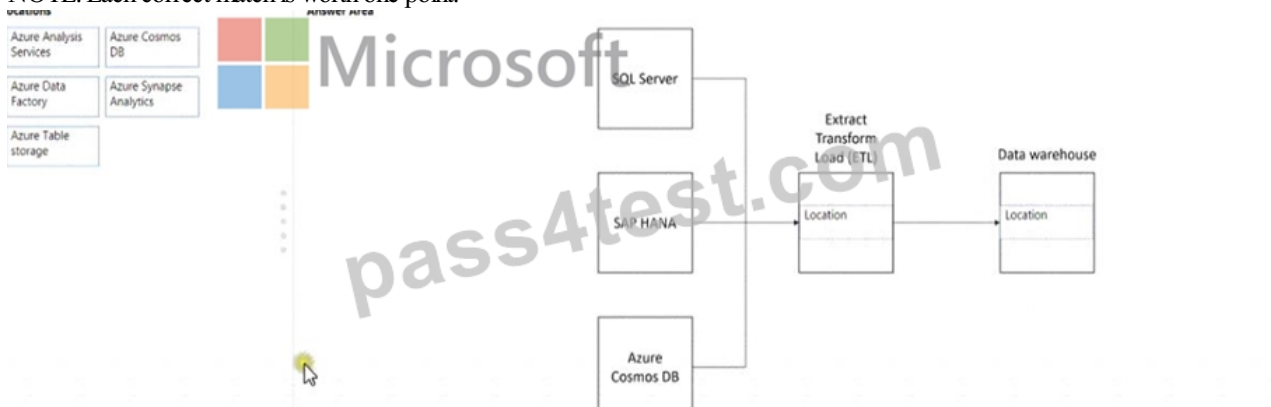 NOTE: Each correct match is worth one point.
Locations
Answer Area
Azure Analysis
Services
Azure Cosmos
DB
Azure Data
Factory
Azure Synapse
Analytics
Azure Table
storage
Microsoft
SQL Server
SAP HANA
Azure
Cosmos DB
Extract
Transform
Load (ETL)
Location
Data warehouse
Location
pass4test.com